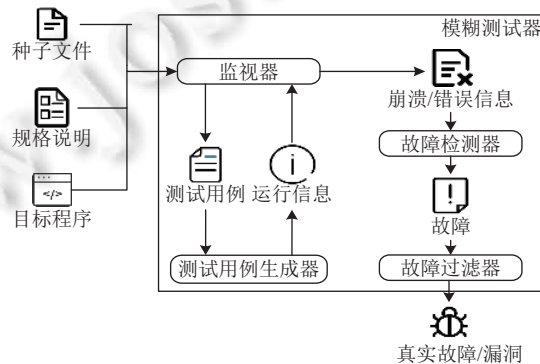 模糊测试器
种子文件
监视器
崩溃/错误信息
规格说明
故障检测器
</>
测试用例
运行信息
目标程序
故障
测试用例生成器
故障过滤器
真实故障/漏洞